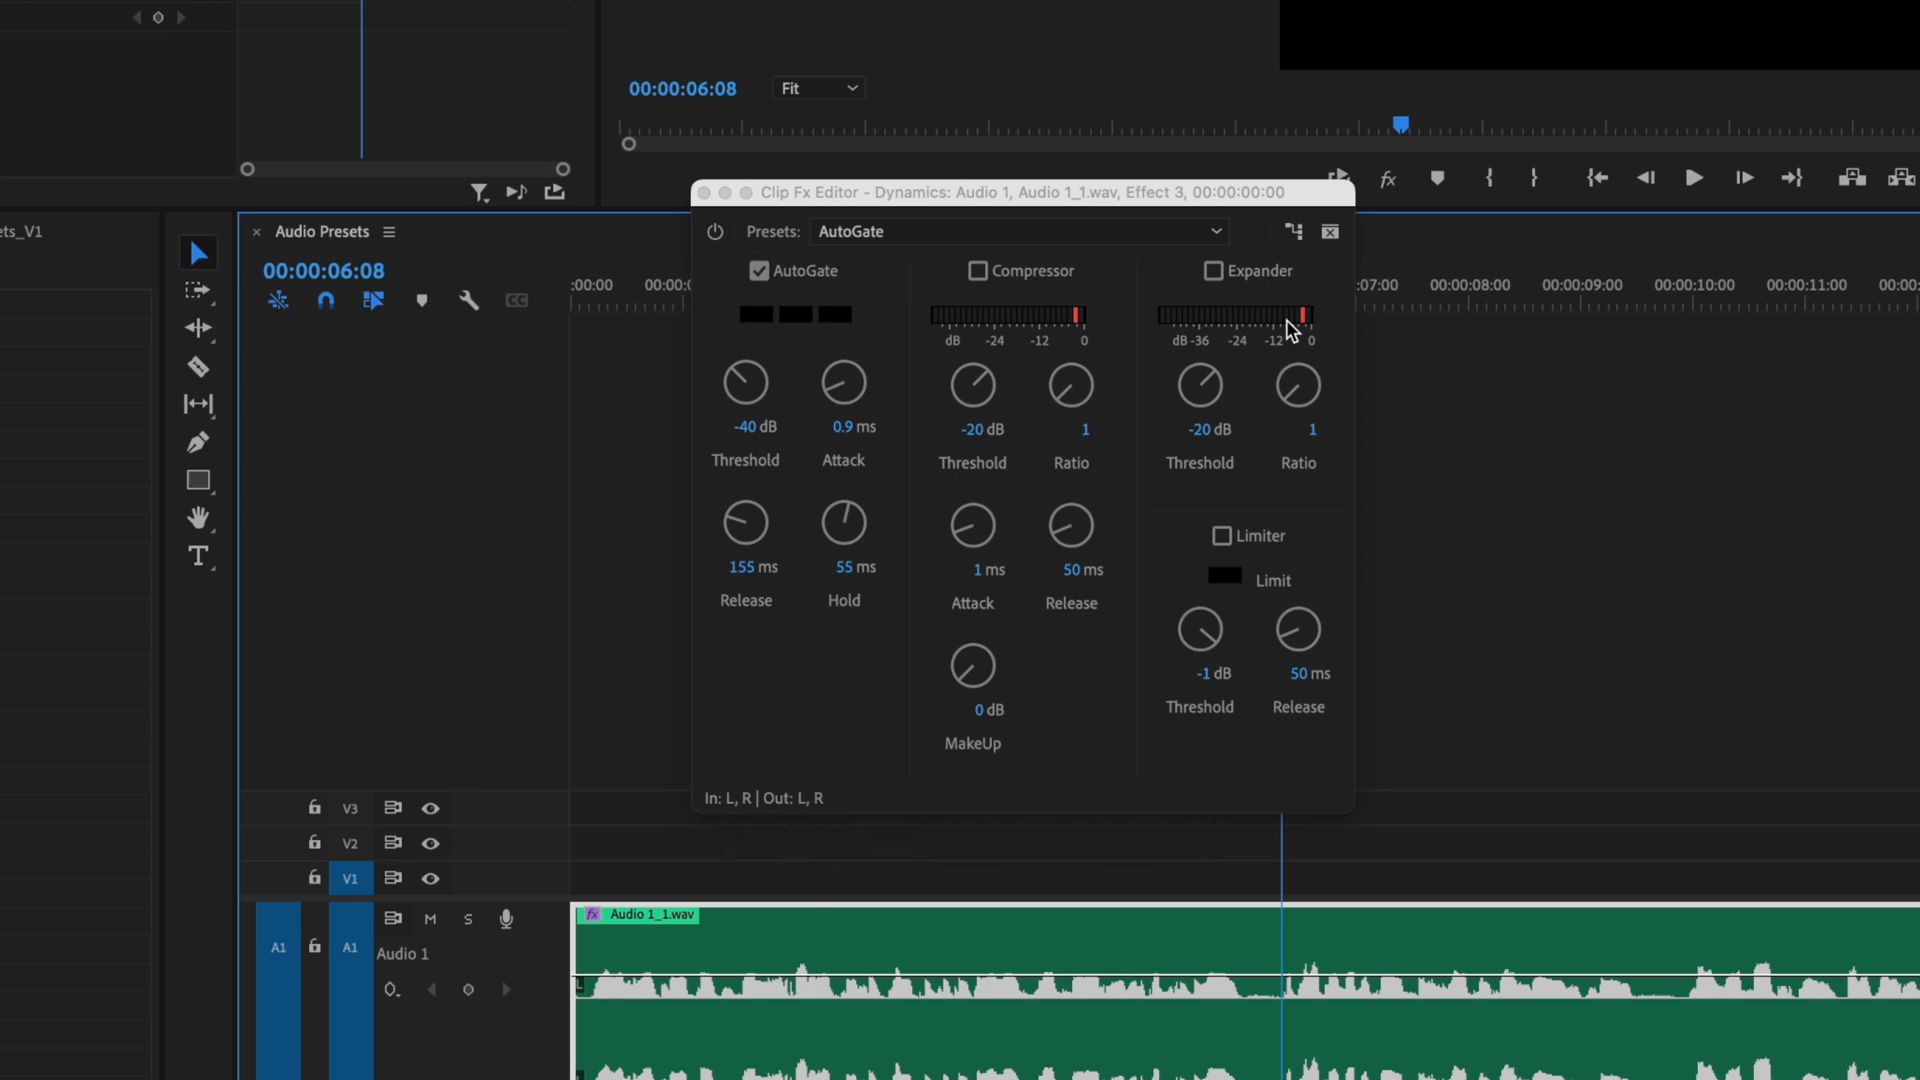 00:00:06:08
Fit
fx
Clip Fx Editor - Dynamics: Audio 1, Audio 1_1.wav, Effect 3, 00:00:00:00
ets_V1
Audio Presets
Presets: AutoGate
00:00:06:08
AutoGate
Compressor
Expander
CC
:00:00
00:00:0
:07:00
00:00:08:00
00:00:09:00
00:00:10:00
00:00:11:00
00:00:
dB -24 -12 0
dB -36 -24 -12 0
-40 dB
0.9 ms
-20 dB
1
-20 dB
1
Threshold
Attack
Threshold
Ratio
Threshold
Ratio
Limiter
T
155 ms
55 ms
1 ms
50 ms
Limit
Release
Hold
Attack
Release
-1 dB
50 ms
0 dB
Threshold
Release
MakeUp
In: L, R | Out: L, R
V3
V2
V1
M
S
fx Audio 1_1.wav
A1
A1
Audio 1
L